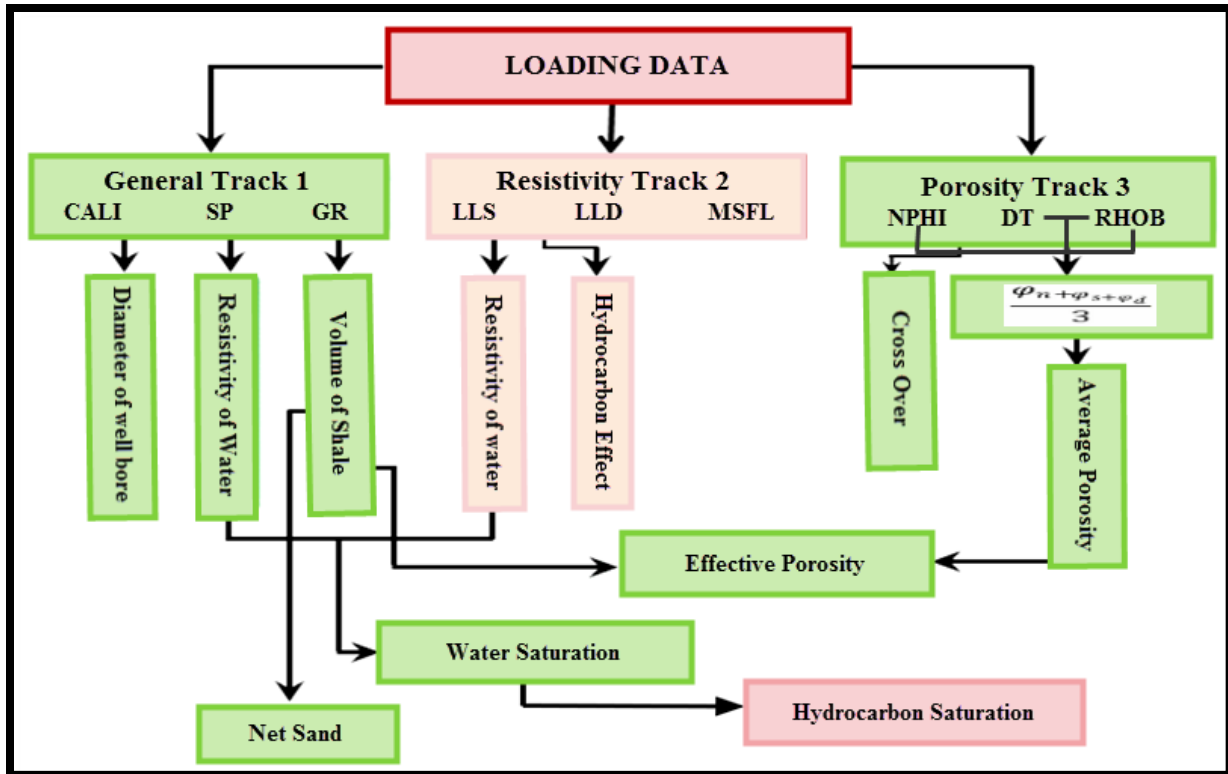 LOADING DATA
General Track 1
CALI SP GR
Resistivity Track 2
LLS LLD MSFL
Porosity Track 3
NPHI DT RHOB
Diameter of well bore
Resistivity of Water
Volume of Shale
Resistivity of water
Hydrocarbon Effect
Cross Over
φn+φs+φd
3
Average Porosity
Effective Porosity
Water Saturation
Hydrocarbon Saturation
Net Sand